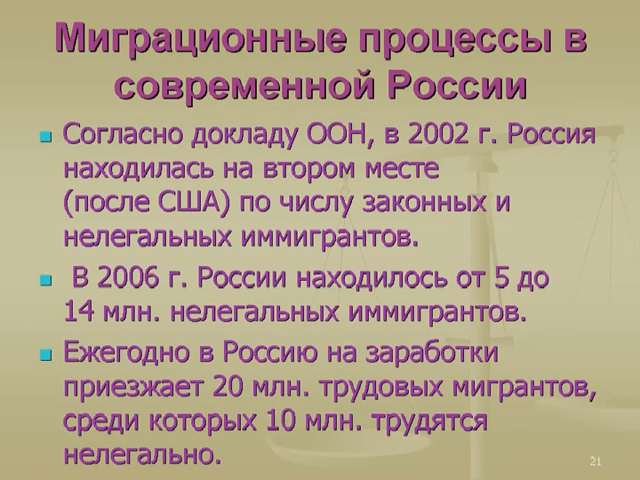 Миграционные процессы в
современной России
Согласно докладу ООН, в 2002 г. Россия
находилась на втором месте
(после США) по числу законных и
нелегальных иммигрантов.
В 2006 г. России находилось от 5 до
14 млн. нелегальных иммигрантов.
Ежегодно в Россию на заработки
приезжает 20 млн. трудовых мигрантов,
среди которых 10 млн. трудятся
нелегально.
21